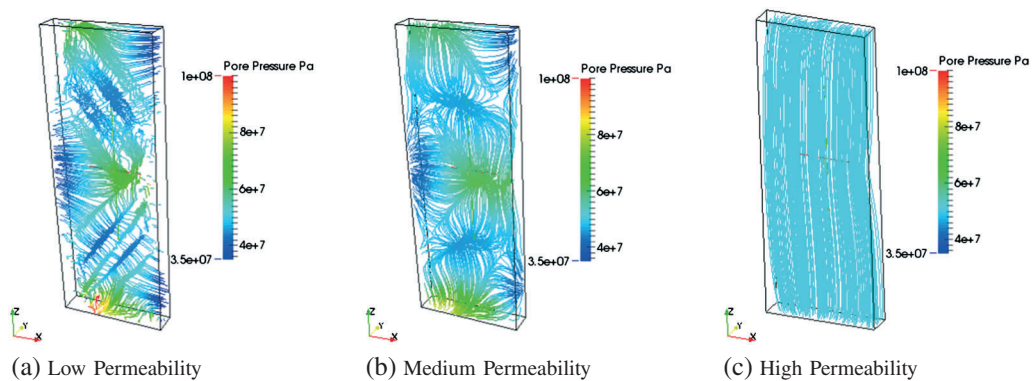 Pore Pressure Pa
1e+08
8e+7
6e+7
4e+7
3.5e+07
Z
Y
X
(a) Low Permeability
Pore Pressure Pa
1e+08
8e+7
6e+7
4e+7
3.5e+07
Z
Y
X
(b) Medium Permeability
Pore Pressure Pa
1e+08
8e+7
6e+7
4e+7
3.5e+07
Z
Y
X
(c) High Permeability